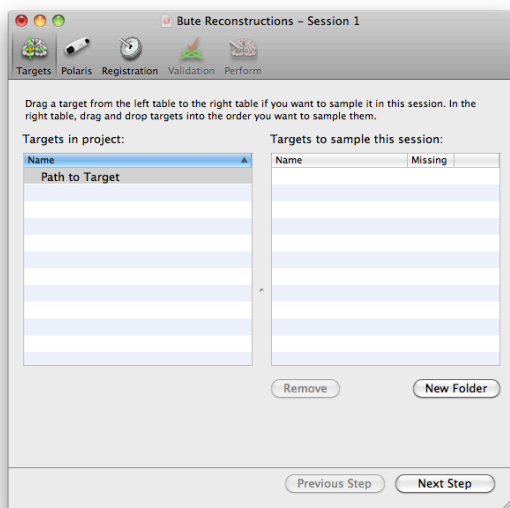 Bute Reconstructions – Session 1
Targets Polaris Registration Validation Perform
Drag a target from the left table to the right table if you want to sample it in this session. In the
right table, drag and drop targets into the order you want to sample them.
Targets in project: Targets to sample this session:
Name Name Missing
Path to Target
Remove New Folder
Previous Step Next Step